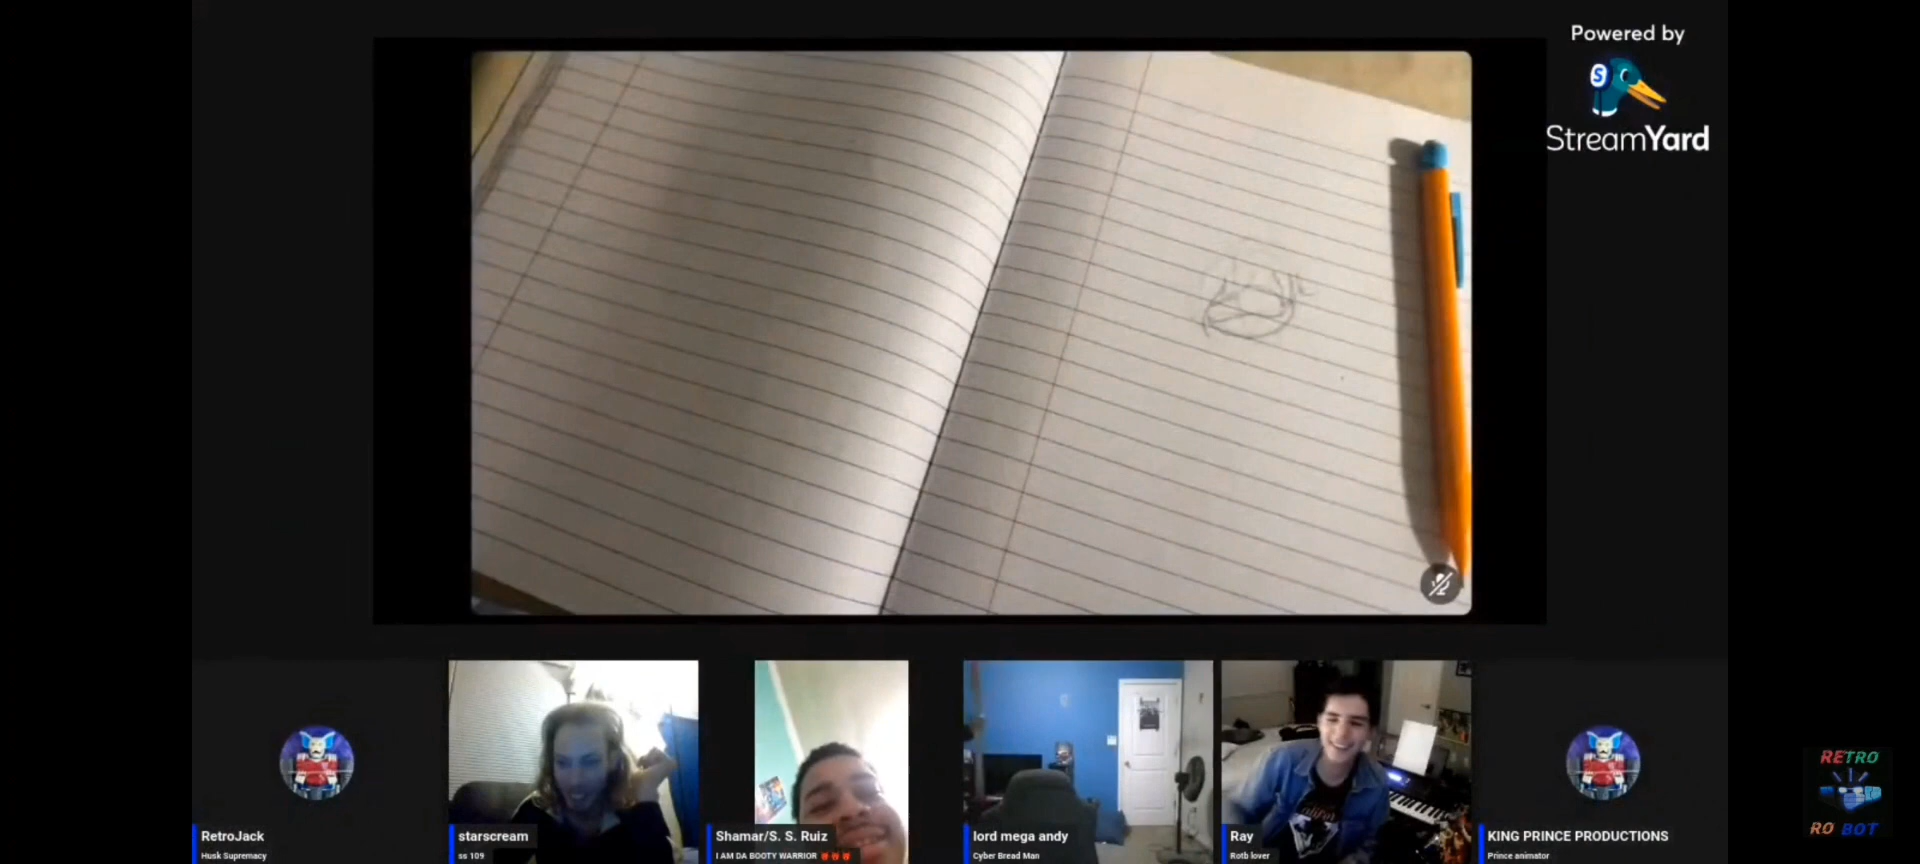 Powered by
S
StreamYard
RetroJack
Husk Supremacy
starscream
ss 109
Shamar/S. S. Ruiz
I AM DA BOOTY WARRIOR
lord mega andy
Cyber Bread Man
Ray
Rotb lover
KING PRINCE PRODUCTIONS
Prince animator
RETRO
RO BOT